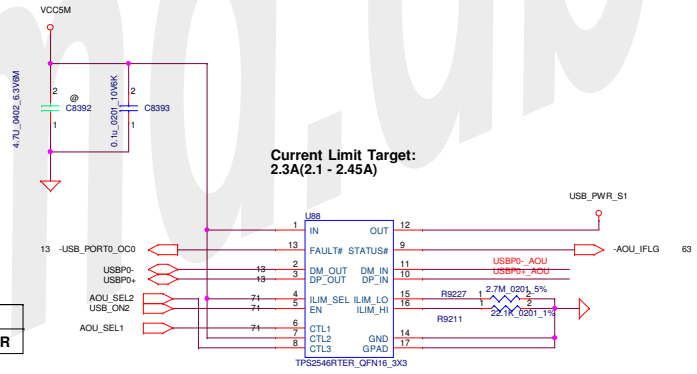 VCC5M
4.7U_0402_6.3V6M
2
@
C8392
1
0.1u_0201_10V6K
2
C8393
1
Current Limit Target:
2.3A(2.1 - 2.45A)
USB_PWR_S1
U88
1 IN OUT 12
13 -USB_PORT0_OC0 13 FAULT# STATUS# 9 -AOU_IFLG 63
USBP0- 13 2 DM_OUT DM_IN 11 USBP0-_AOU
USBP0+ 13 3 DP_OUT DP_IN 10 USBP0+_AOU
AOU_SEL2 71 4 ILIM_SEL ILIM_LO 15 R9227 1 2.7M_0201_5% 2
USB_ON2 71 5 EN ILIM_HI 16 R9211 1 22.1K_0201_1% 2
AOU_SEL1 71 6 CTL1
7 CTL2 GND 14
8 CTL3 GPAD 17
TPS2546RTER_QFN16_3X3
R